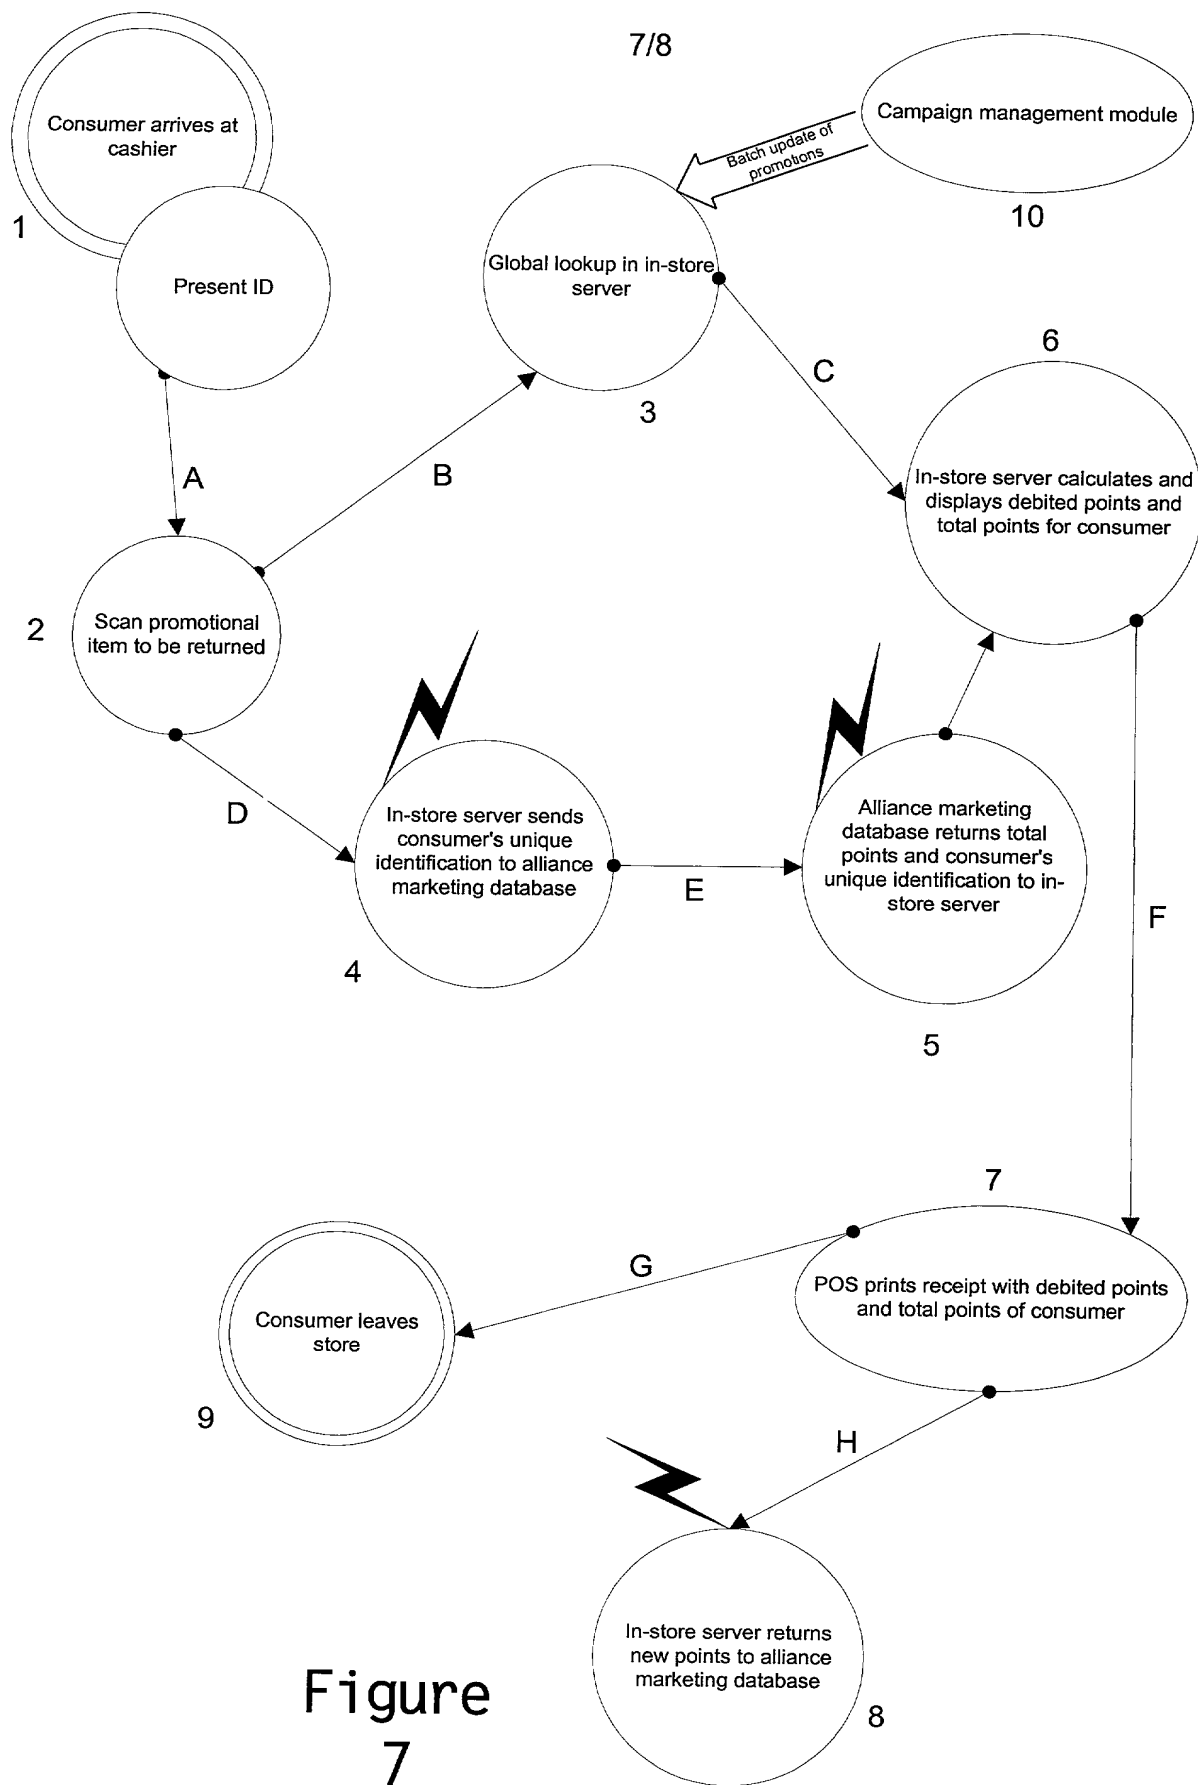 7/8
Consumer arrives at
cashier
1
Present ID
Campaign management module
10
Batch update of
promotions
Global lookup in in-store
server
3
A
B
C
6
In-store server calculates and
displays debited points and
total points for consumer
2
Scan promotional
item to be returned
D
In-store server sends
consumer's unique
identification to alliance
marketing database
4
E
Alliance marketing
database returns total
points and consumer's
unique identification to in-
store server
5
F
7
POS prints receipt with debited points
and total points of consumer
G
Consumer leaves
store
9
H
In-store server returns
new points to alliance
marketing database
8
Figure
7